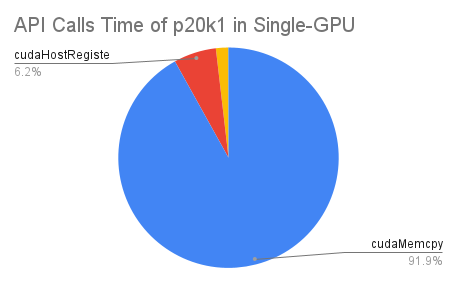 API Calls Time of p20k1 in Single-GPU
cudaHostRegiste
6.2%
cudaMemcpy
91.9%